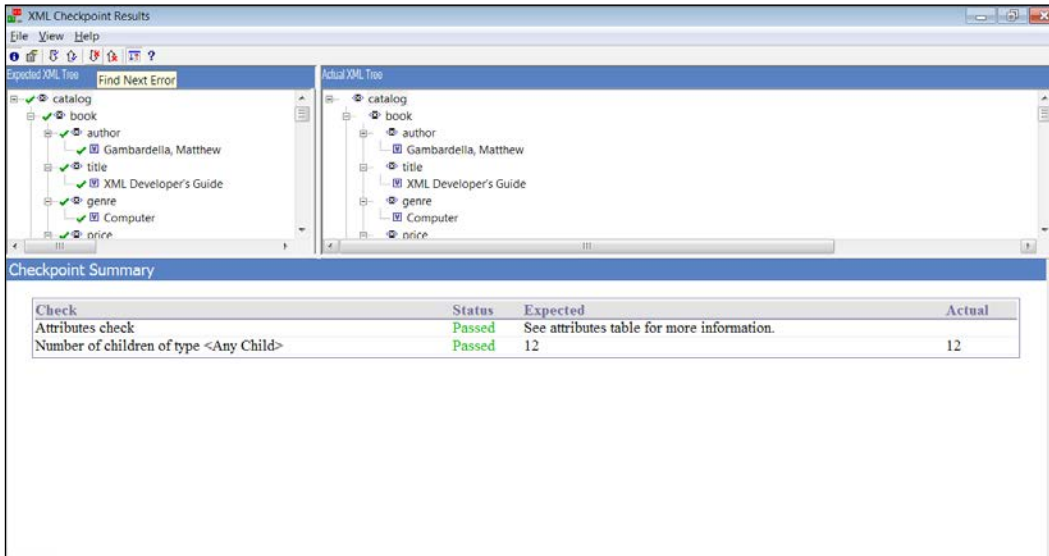 XML Checkpoint Results
File View Help
Expected XML Tree
Find Next Error
catalog
book
author
Gambardella, Matthew
title
XML Developer's Guide
genre
Computer
price
Actual XML Tree
catalog
book
author
Gambardella, Matthew
title
XML Developer's Guide
genre
Computer
price
Checkpoint Summary
Check Status Expected Actual
Attributes check Passed See attributes table for more information.
Number of children of type <Any Child> Passed 12 12